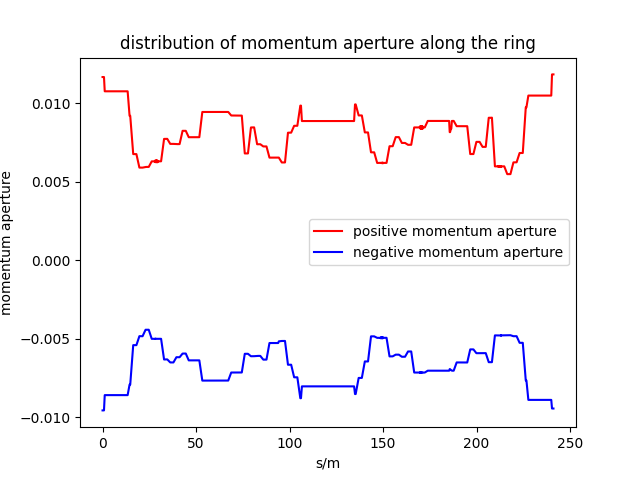 distribution of momentum aperture along the ring
momentum aperture
0.010
0.005
0.000
−0.005
−0.010
positive momentum aperture
negative momentum aperture
0
50
100
150
200
250
s/m